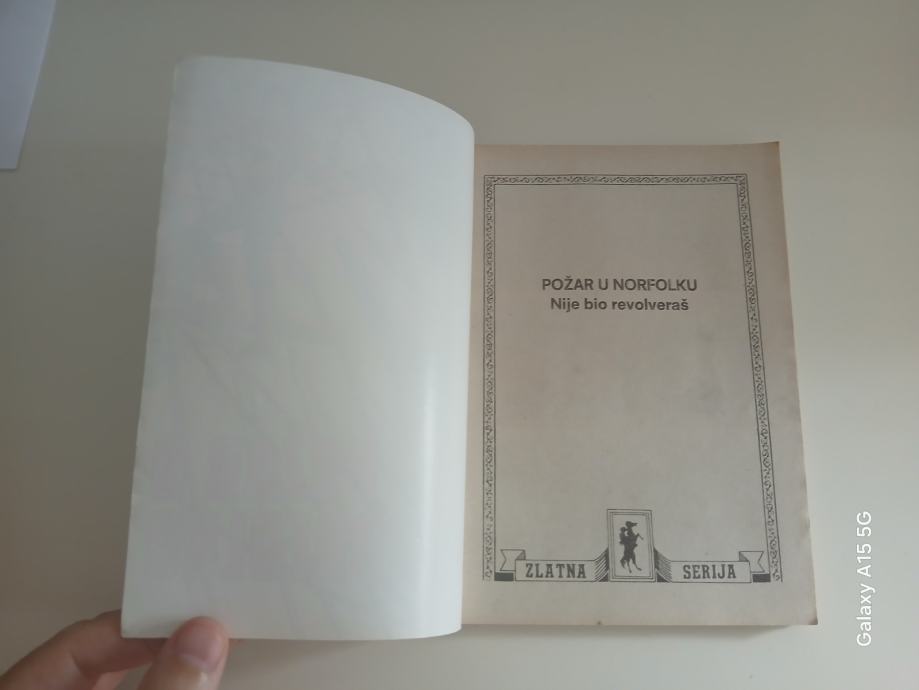 POŽAR U NORFOLKU
Nije bio revolveraš
ZLATNA SERIJA
Galaxy A15 5G